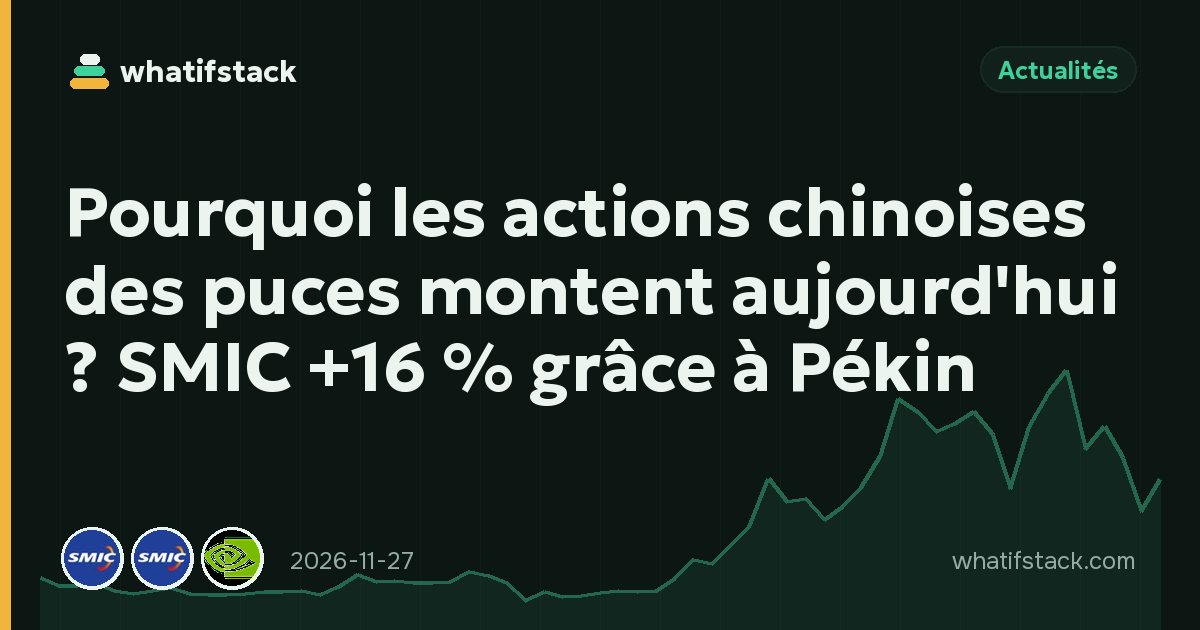 whatifstack
Actualités
Pourquoi les actions chinoises
des puces montent aujourd'hui
? SMIC +16 % grâce à Pékin
SMIC
SMIC
2026-11-27
whatifstack.com